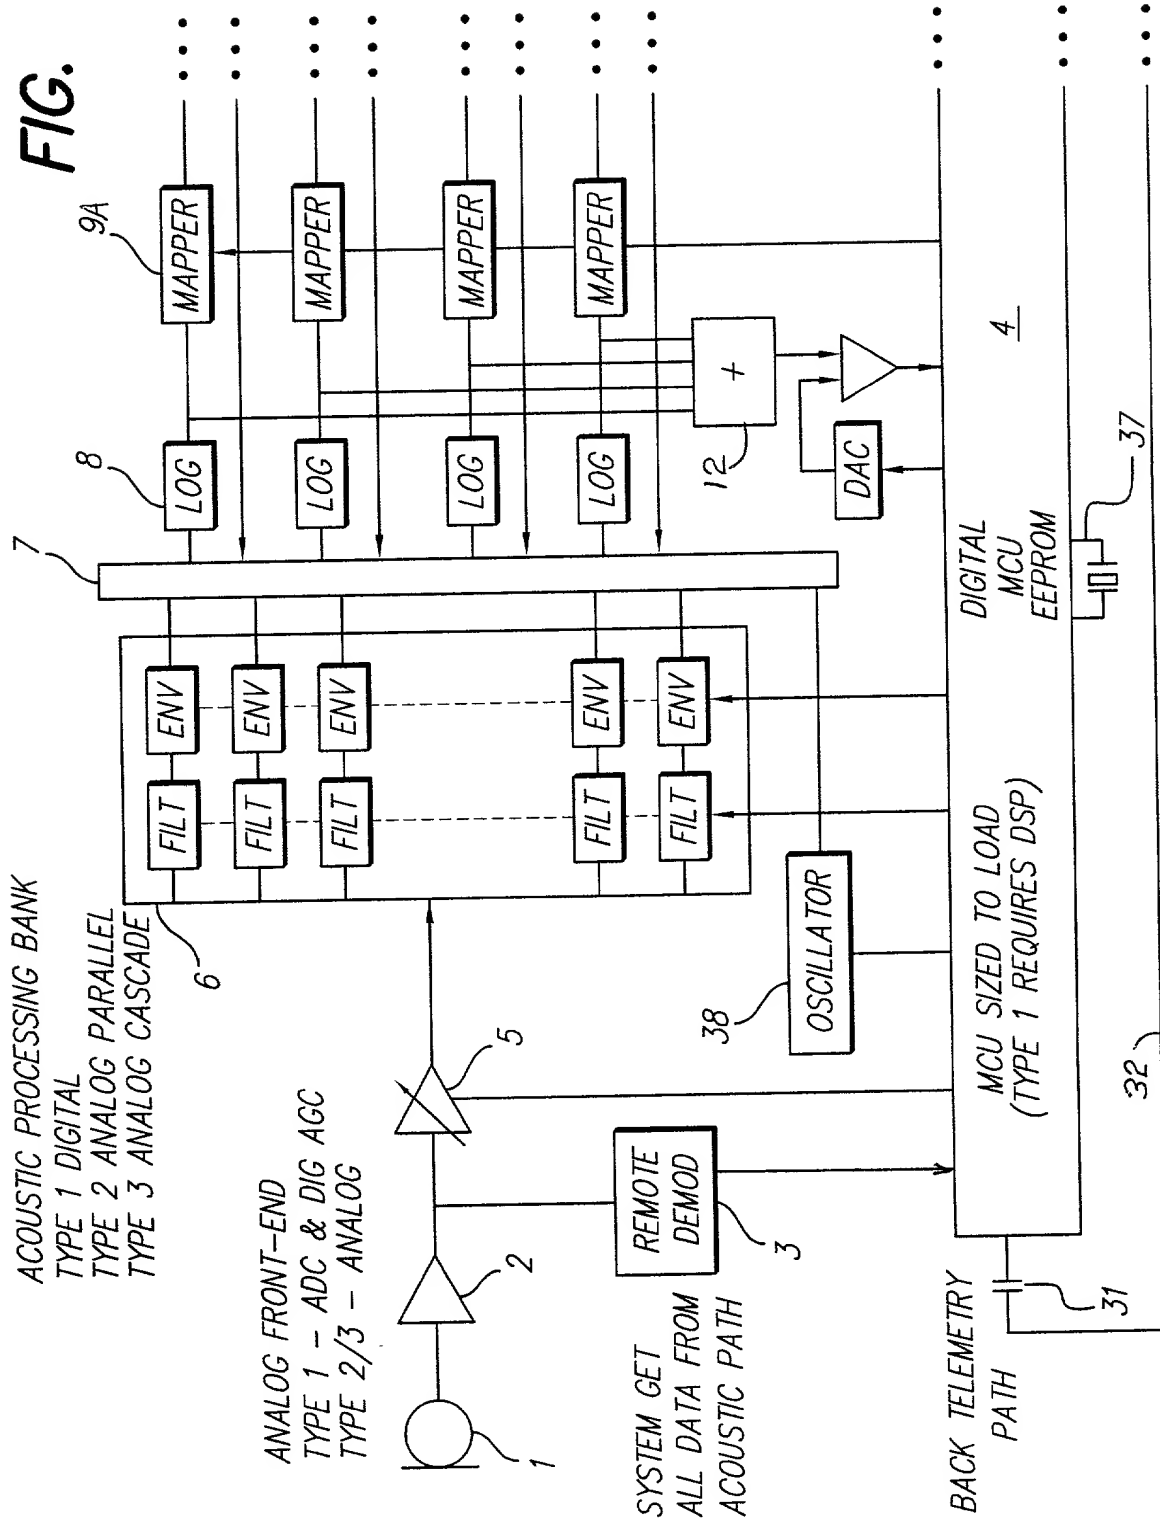 FIG.
ACOUSTIC PROCESSING BANK
TYPE 1 DIGITAL
TYPE 2 ANALOG PARALLEL
TYPE 3 ANALOG CASCADE
ANALOG FRONT-END
TYPE 1 - ADC & DIG AGC
TYPE 2/3 - ANALOG
1
2
5
6
7
FILT
ENV
FILT
ENV
FILT
ENV
FILT
ENV
FILT
ENV
8
LOG
LOG
LOG
LOG
9A
MAPPER
MAPPER
MAPPER
MAPPER
+
12
DAC
SYSTEM GET
ALL DATA FROM
ACOUSTIC PATH
REMOTE
DEMOD
3
OSCILLATOR
38
MCU SIZED TO LOAD
(TYPE 1 REQUIRES DSP)
DIGITAL
MCU
EEPROM
4
BACK TELEMETRY
PATH
31
32
37